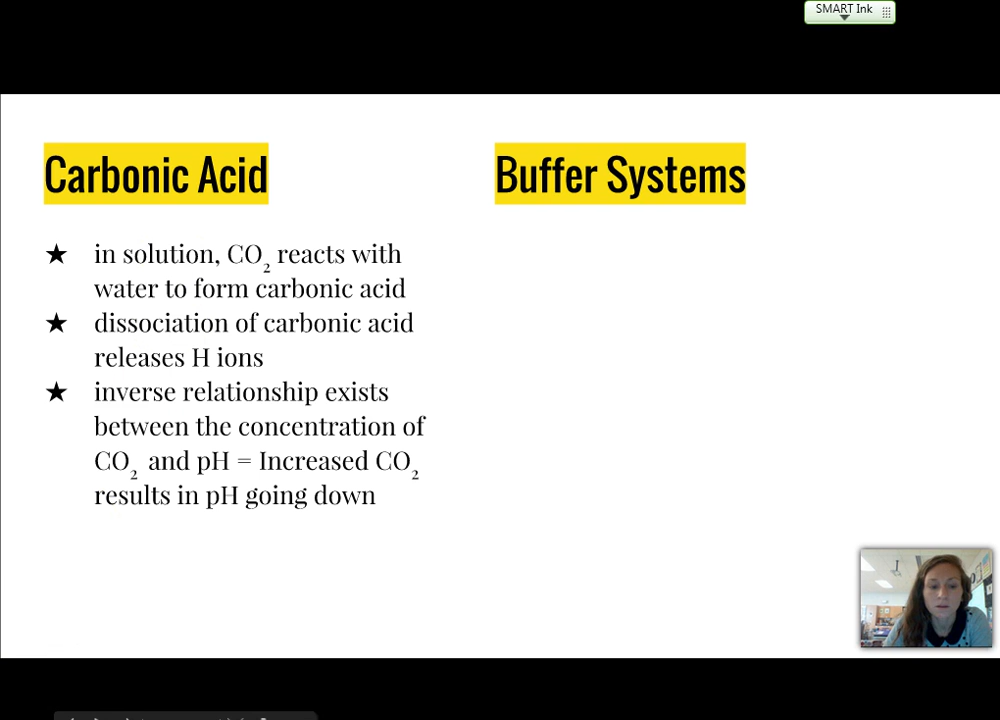 SMART Ink
Carbonic Acid
★ in solution, CO₂ reacts with
water to form carbonic acid
★ dissociation of carbonic acid
releases H ions
★ inverse relationship exists
between the concentration of
CO₂ and pH = Increased CO₂
results in pH going down
Buffer Systems